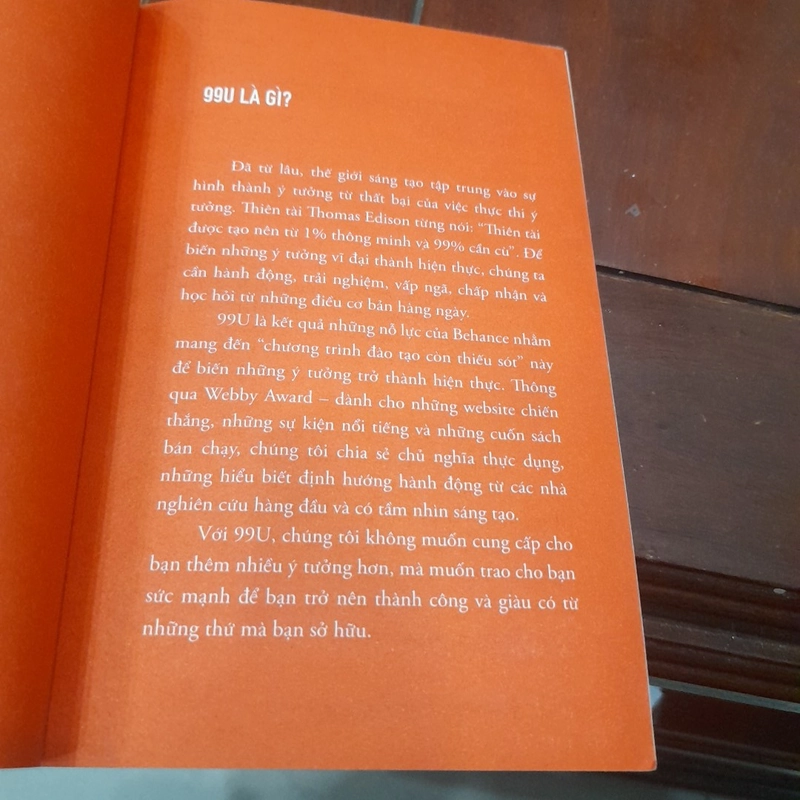 99U LÀ GÌ?
Đã từ lâu, thế giới sáng tạo tập trung vào sự
hình thành ý tưởng từ thất bại của việc thực thi ý
tưởng. Thiên tài Thomas Edison từng nói: “Thiên tài
được tạo nên từ 1% thông minh và 99% cần cù”. Để
biến những ý tưởng vĩ đại thành hiện thực, chúng ta
cần hành động, trải nghiệm, vấp ngã, chấp nhận và
học hỏi từ những điều cơ bản hàng ngày.
99U là kết quả những nỗ lực của Behance nhằm
mang đến “chương trình đào tạo còn thiếu sót” này
để biến những ý tưởng trở thành hiện thực. Thông
qua Webby Award – dành cho những website chiến
thắng, những sự kiện nổi tiếng và những cuốn sách
bán chạy, chúng tôi chia sẻ chủ nghĩa thực dụng,
những hiểu biết định hướng hành động từ các nhà
nghiên cứu hàng đầu và có tầm nhìn sáng tạo.
Với 99U, chúng tôi không muốn cung cấp cho
bạn thêm nhiều ý tưởng hơn, mà muốn trao cho bạn
sức mạnh để bạn trở nên thành công và giàu có từ
những thứ mà bạn sở hữu.